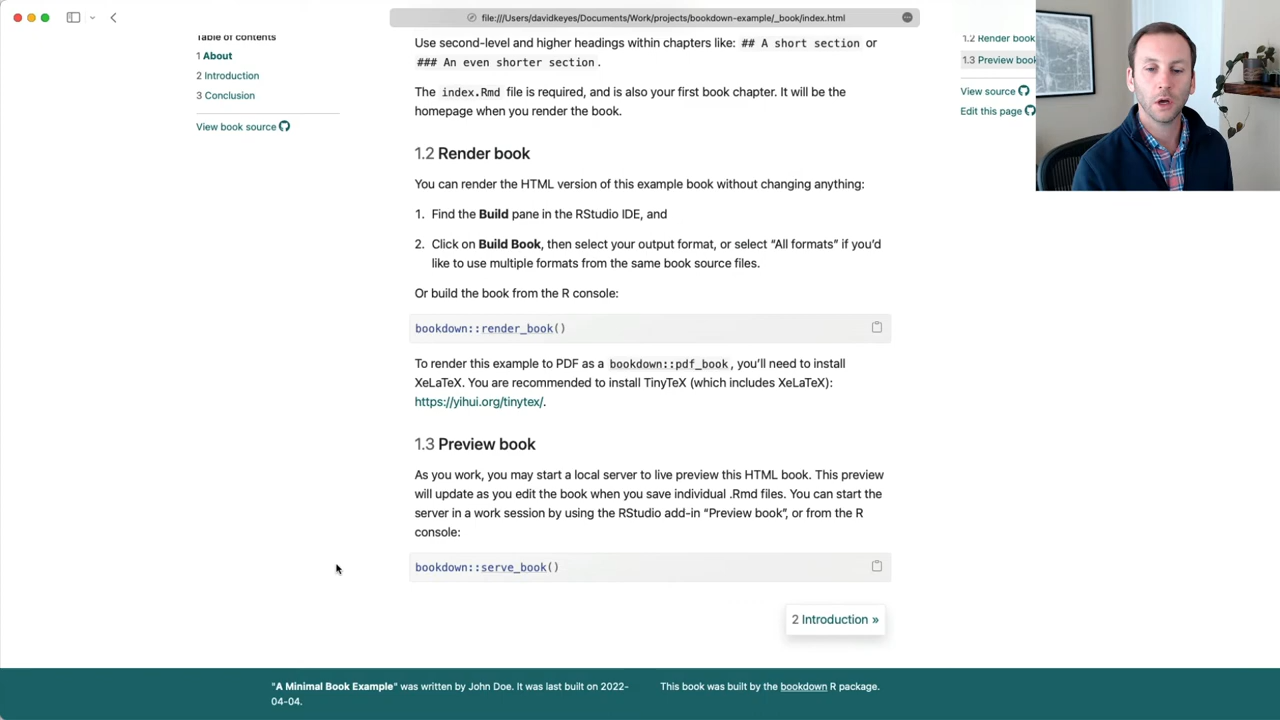 file:///Users/davidkeyes/Documents/Work/projects/bookdown-example/_book/index.html
Table of contents
1 About
2 Introduction
3 Conclusion
View book source
Use second-level and higher headings within chapters like: ## A short section or
### An even shorter section.
The index.Rmd file is required, and is also your first book chapter. It will be the
homepage when you render the book.
1.2 Render book
You can render the HTML version of this example book without changing anything:
1. Find the Build pane in the RStudio IDE, and
2. Click on Build Book, then select your output format, or select “All formats” if you’d
like to use multiple formats from the same book source files.
Or build the book from the R console:
bookdown::render_book()
To render this example to PDF as a bookdown::pdf_book, you’ll need to install
XeLaTeX. You are recommended to install TinyTeX (which includes XeLaTeX):
https://yihui.org/tinytex/.
1.3 Preview book
As you work, you may start a local server to live preview this HTML book. This preview
will update as you edit the book when you save individual .Rmd files. You can start the
server in a work session by using the RStudio add-in “Preview book”, or from the R
console:
bookdown::serve_book()
2 Introduction »
1.2 Render book
1.3 Preview book
View source
Edit this page
"A Minimal Book Example" was written by John Doe. It was last built on 2022-
04-04.
This book was built by the bookdown R package.